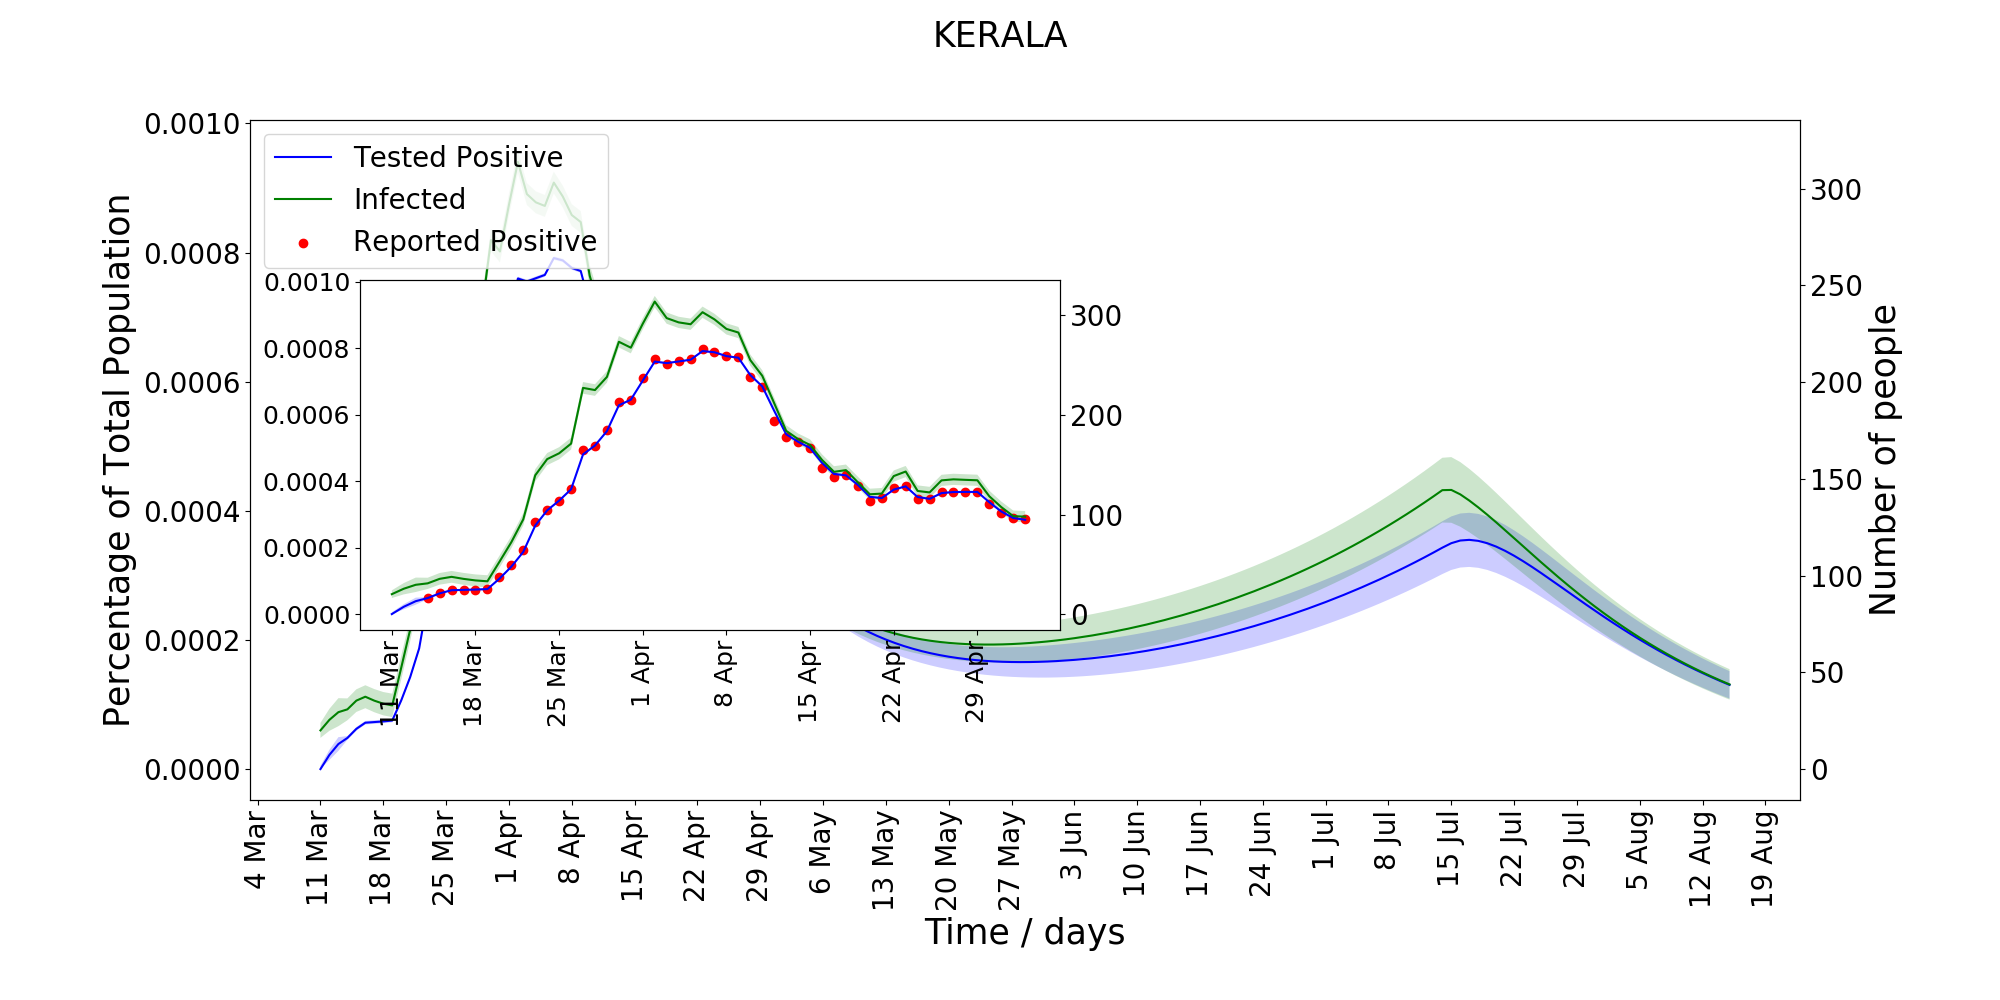 KERALA
Percentage of Total Population
0.0010
0.0008
0.0006
0.0004
0.0002
0.0000
Tested Positive
Infected
Reported Positive
0.0010
0.0008
0.0006
0.0004
0.0002
0.0000
300
200
100
0
11 Mar
18 Mar
25 Mar
1 Apr
8 Apr
15 Apr
22 Apr
29 Apr
300
250
200
150
100
50
0
Number of people
4 Mar
11 Mar
18 Mar
25 Mar
1 Apr
8 Apr
15 Apr
22 Apr
29 Apr
6 May
13 May
20 May
27 May
3 Jun
10 Jun
17 Jun
24 Jun
1 Jul
8 Jul
15 Jul
22 Jul
29 Jul
5 Aug
12 Aug
19 Aug
Time / days